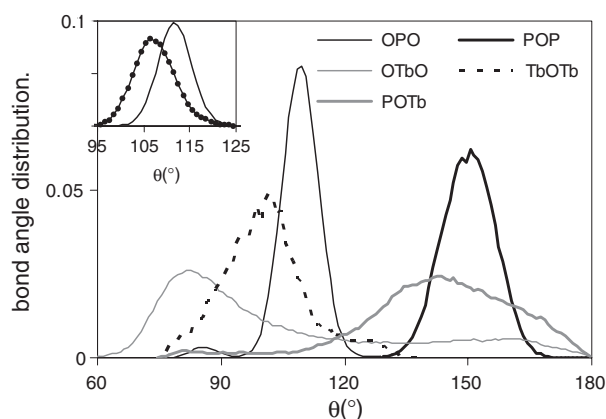 0.1
0.05
0
bond angle distribution.
60
90
120
150
180
θ(°)
95
105
115
125
θ(°)
OPO
POP
OTbO
TbOTb
POTb